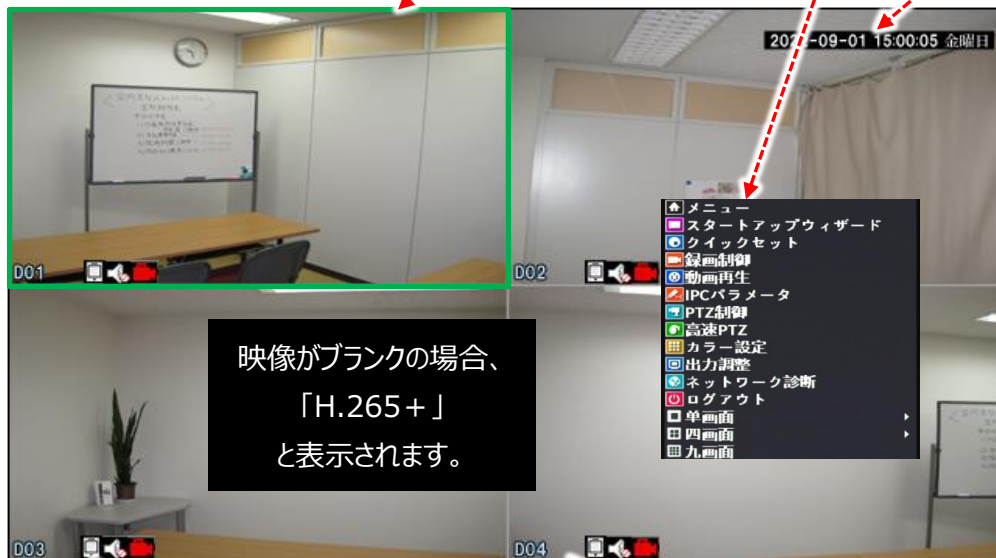 2022-09-01 15:00:05 金曜日
D01
D02
メニュー
スタートアップウィザード
クイックセット
録画制御
動画再生
IPCパラメータ
PTZ制御
高速PTZ
カラー設定
出力調整
ネットワーク診断
ログアウト
単画面
四画面
九画面
映像がブランクの場合、
「H.265+」
と表示されます。
D03
D04